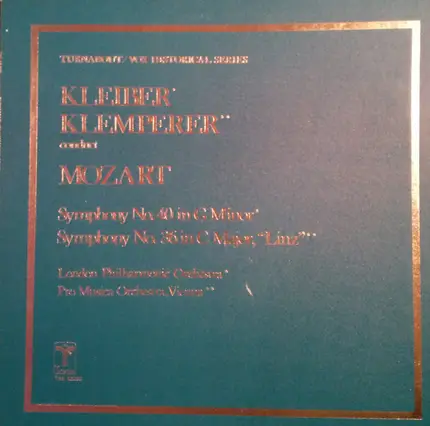 TURNABOUT/VOX HISTORICAL SERIES
KLEIBER*
KLEMPERER**
conduct
MOZART
Symphony No. 40 in G Minor*
Symphony No. 36 in C Major, "Linz"**
London Philharmonic Orchestra*
Pro Musica Orchestra, Vienna**